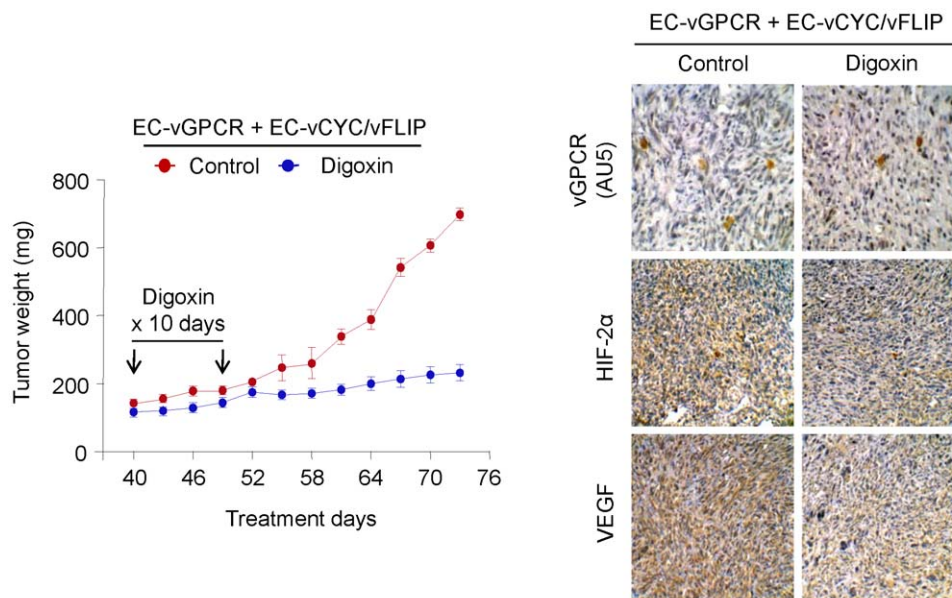 EC-vGPCR + EC-vCYC/vFLIP
Control Digoxin
800
600
400
200
0
Tumor weight (mg)
Digoxin
x 10 days
40 46 52 58 64 70 76
Treatment days
EC-vGPCR + EC-vCYC/vFLIP
Control Digoxin
vGPCR
(AU5)
HIF-2α
VEGF